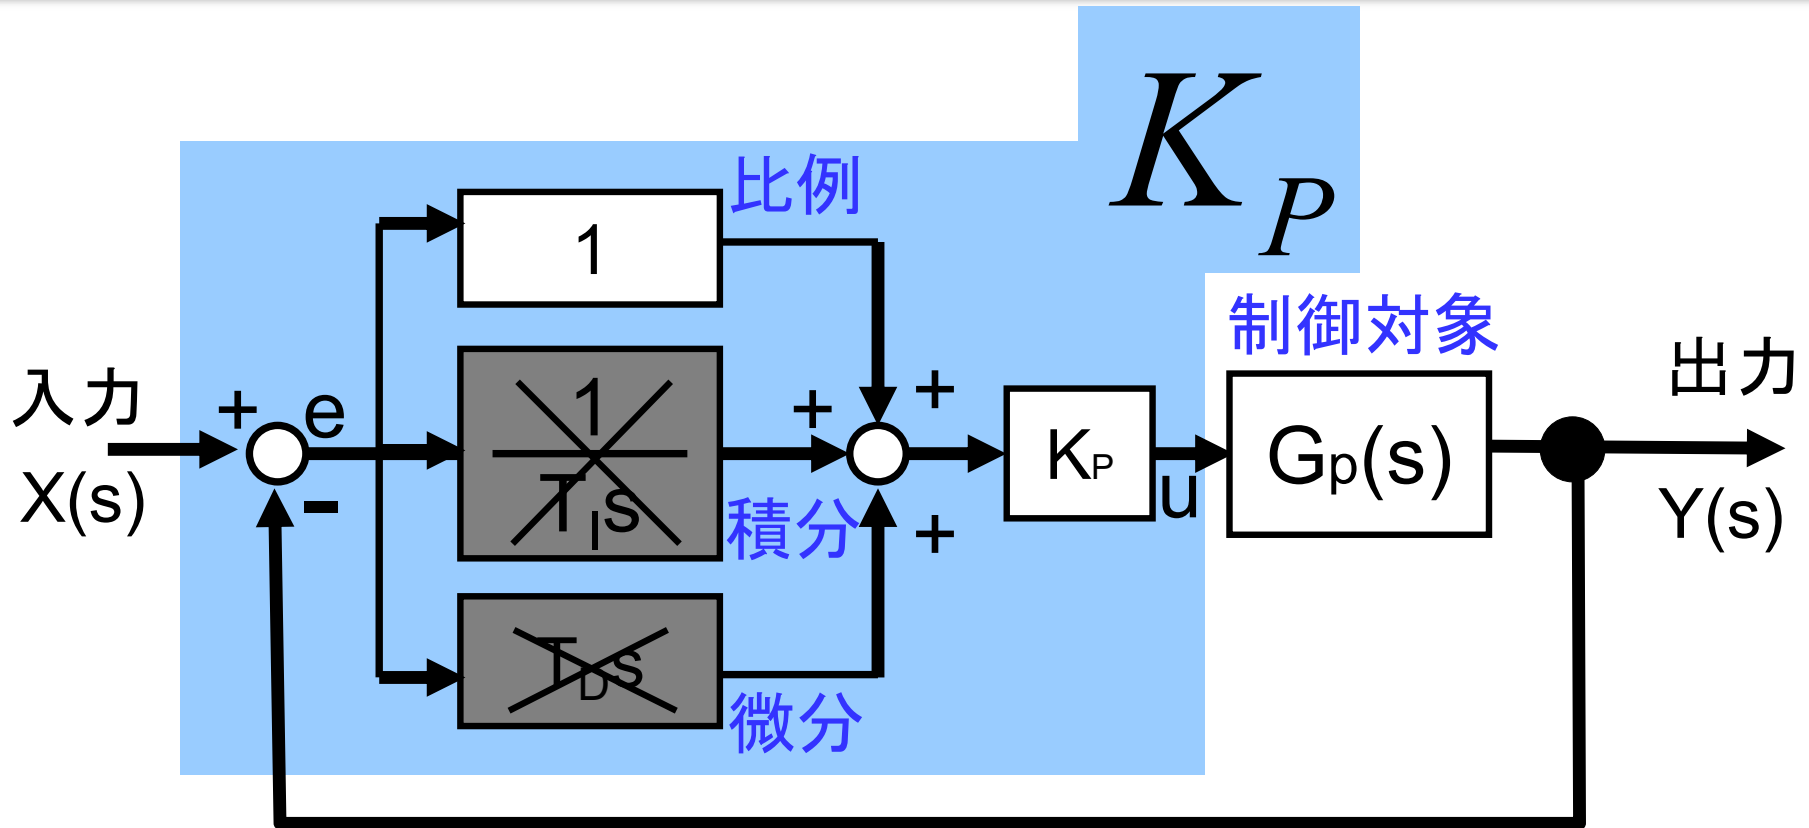 K_P
比例
1
制御対象
入力
出力
+
e
+
+
1
K_P
G_p(s)
X(s)
-
T_I s
u
Y(s)
積分
+
T_D s
微分